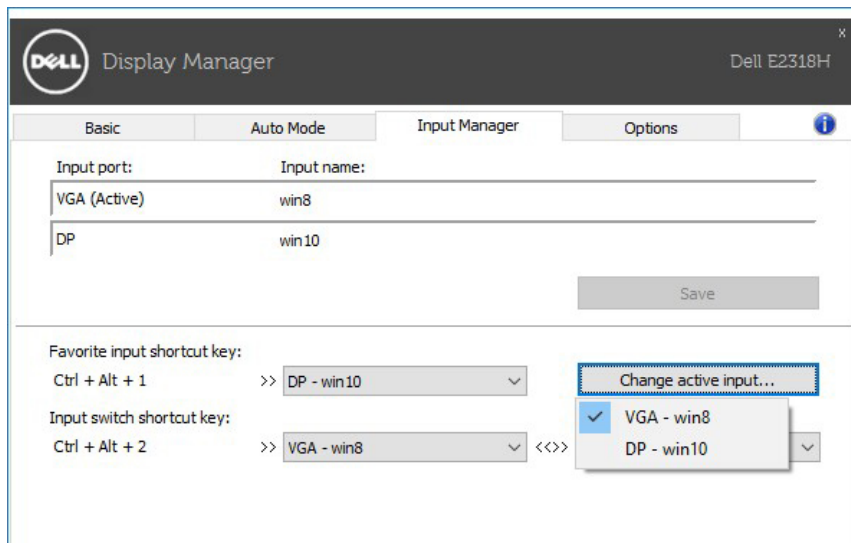 x
DELL Display Manager Dell E2318H
Basic Auto Mode Input Manager Options i
Input port: Input name:
VGA (Active) win8
DP win10
Save
Favorite input shortcut key:
Ctrl + Alt + 1 >> DP - win10 Change active input...
Input switch shortcut key: VGA - win8
Ctrl + Alt + 2 >> VGA - win8 <<>> DP - win10